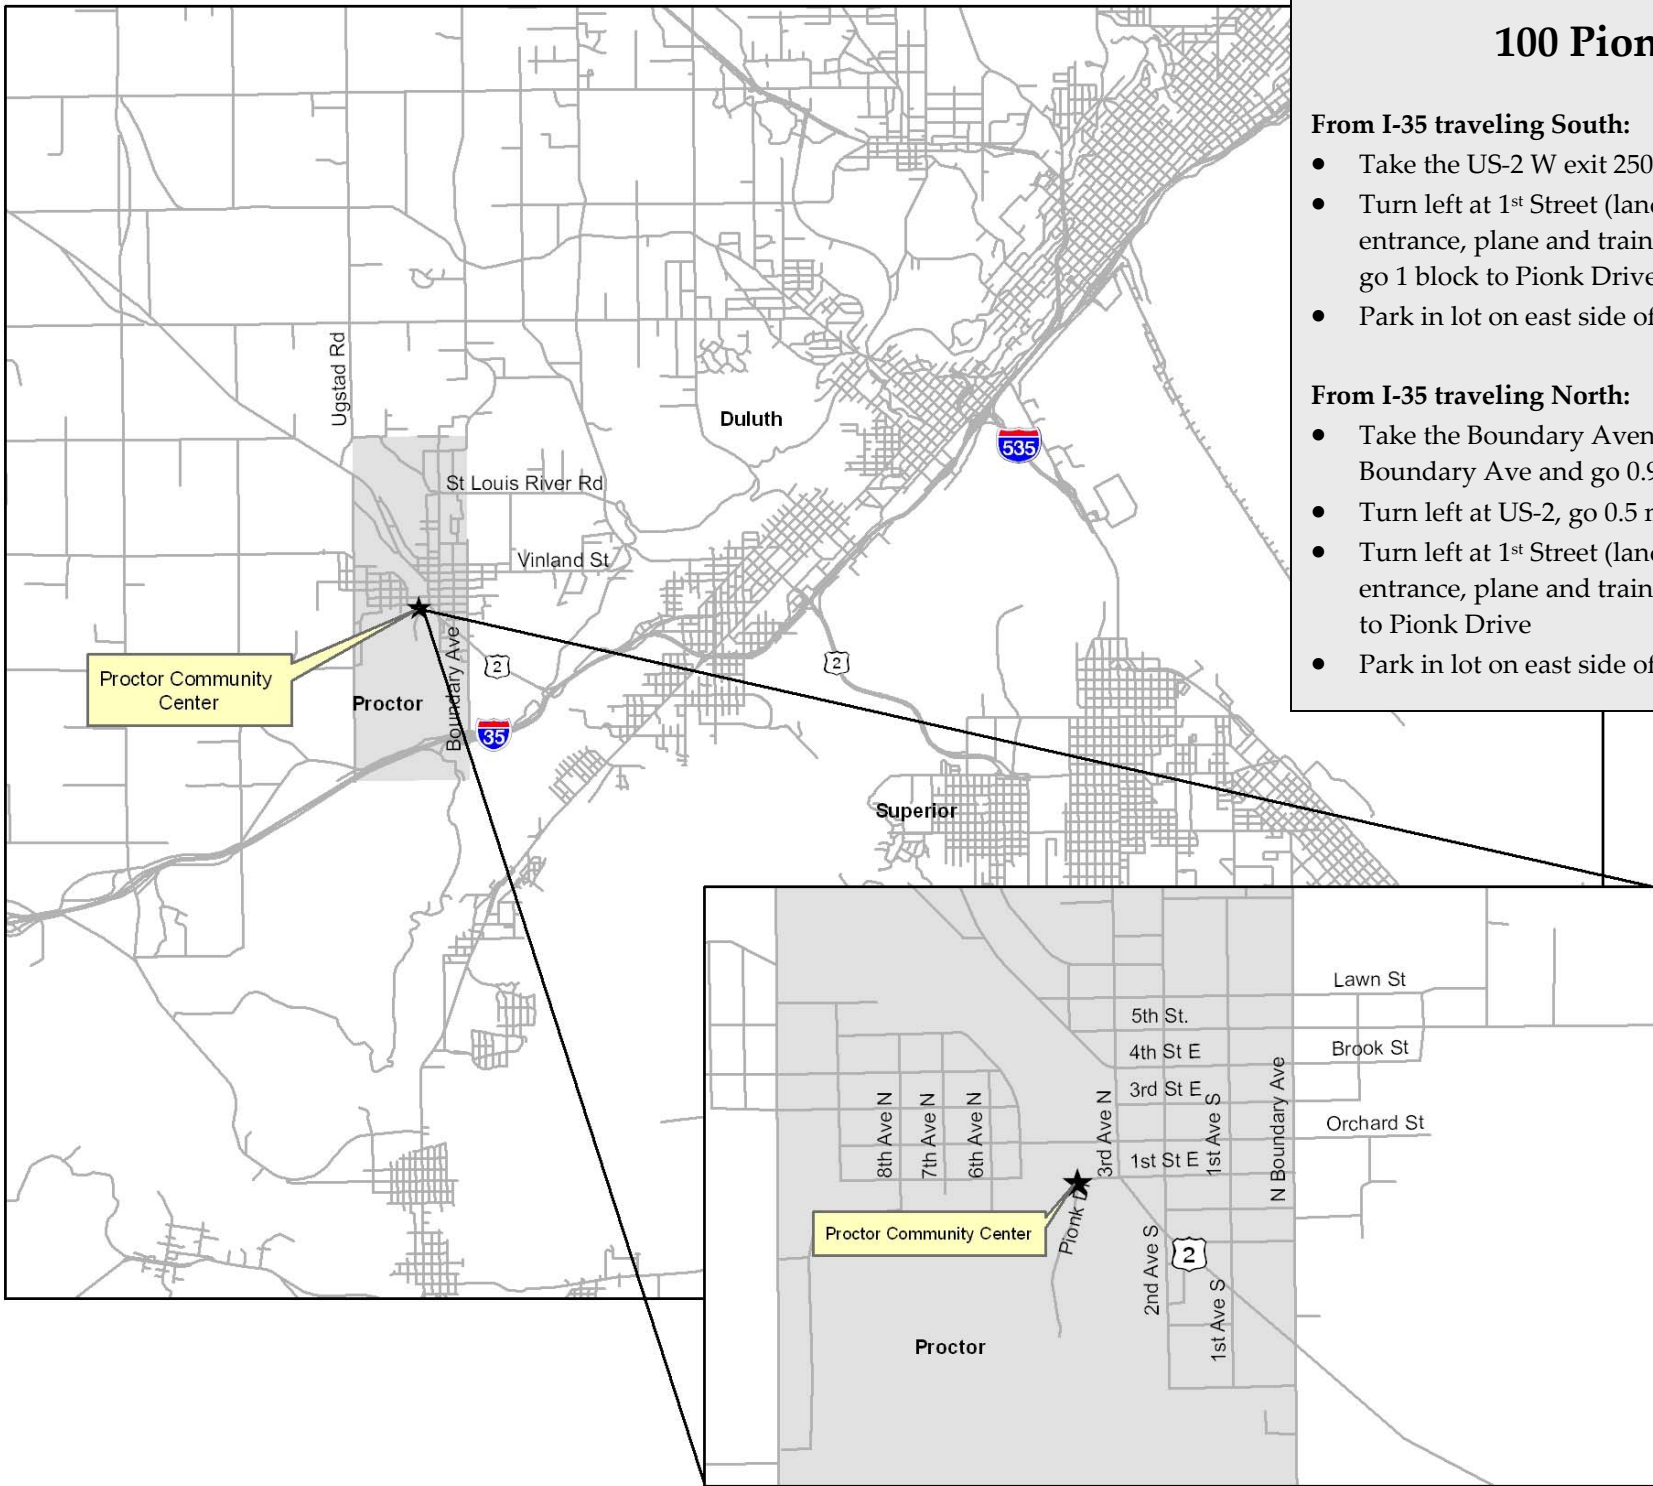 100 Pion
From I-35 traveling South:
• Take the US-2 W exit 250
• Turn left at 1st Street (lan
entrance, plane and train
go 1 block to Pionk Drive
• Park in lot on east side of
From I-35 traveling North:
• Take the Boundary Aven
Boundary Ave and go 0.9
• Turn left at US-2, go 0.5 m
• Turn left at 1st Street (lan
entrance, plane and train
to Pionk Drive
• Park in lot on east side of
Ugstad Rd
Duluth
535
St Louis River Rd
Vinland St
Boundary Ave
2
2
Proctor Community
Center
Proctor
35
Superior
Lawn St
5th St.
4th St E
Brook St
3rd St E
8th Ave N
7th Ave N
6th Ave N
3rd Ave N
1st Ave S
N Boundary Ave
Orchard St
1st St E
Proctor Community Center
Pionk Dr
2nd Ave S
2
1st Ave S
Proctor